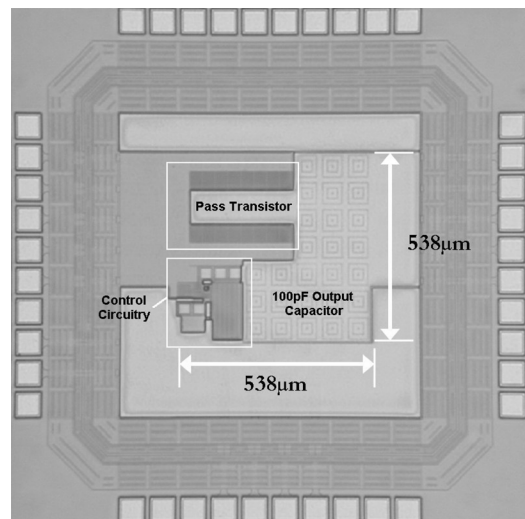 Pass Transistor
538μm
Control
Circuitry
100pF Output
Capacitor
538μm